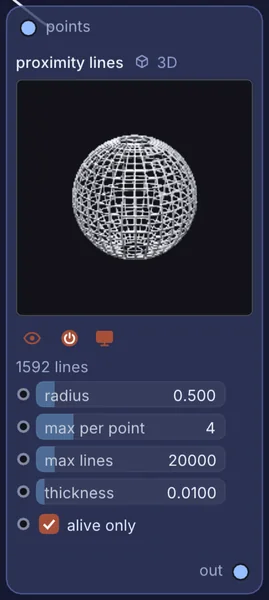 points
proximity lines 3D
1592 lines
radius 0.500
max per point 4
max lines 20000
thickness 0.0100
alive only
out